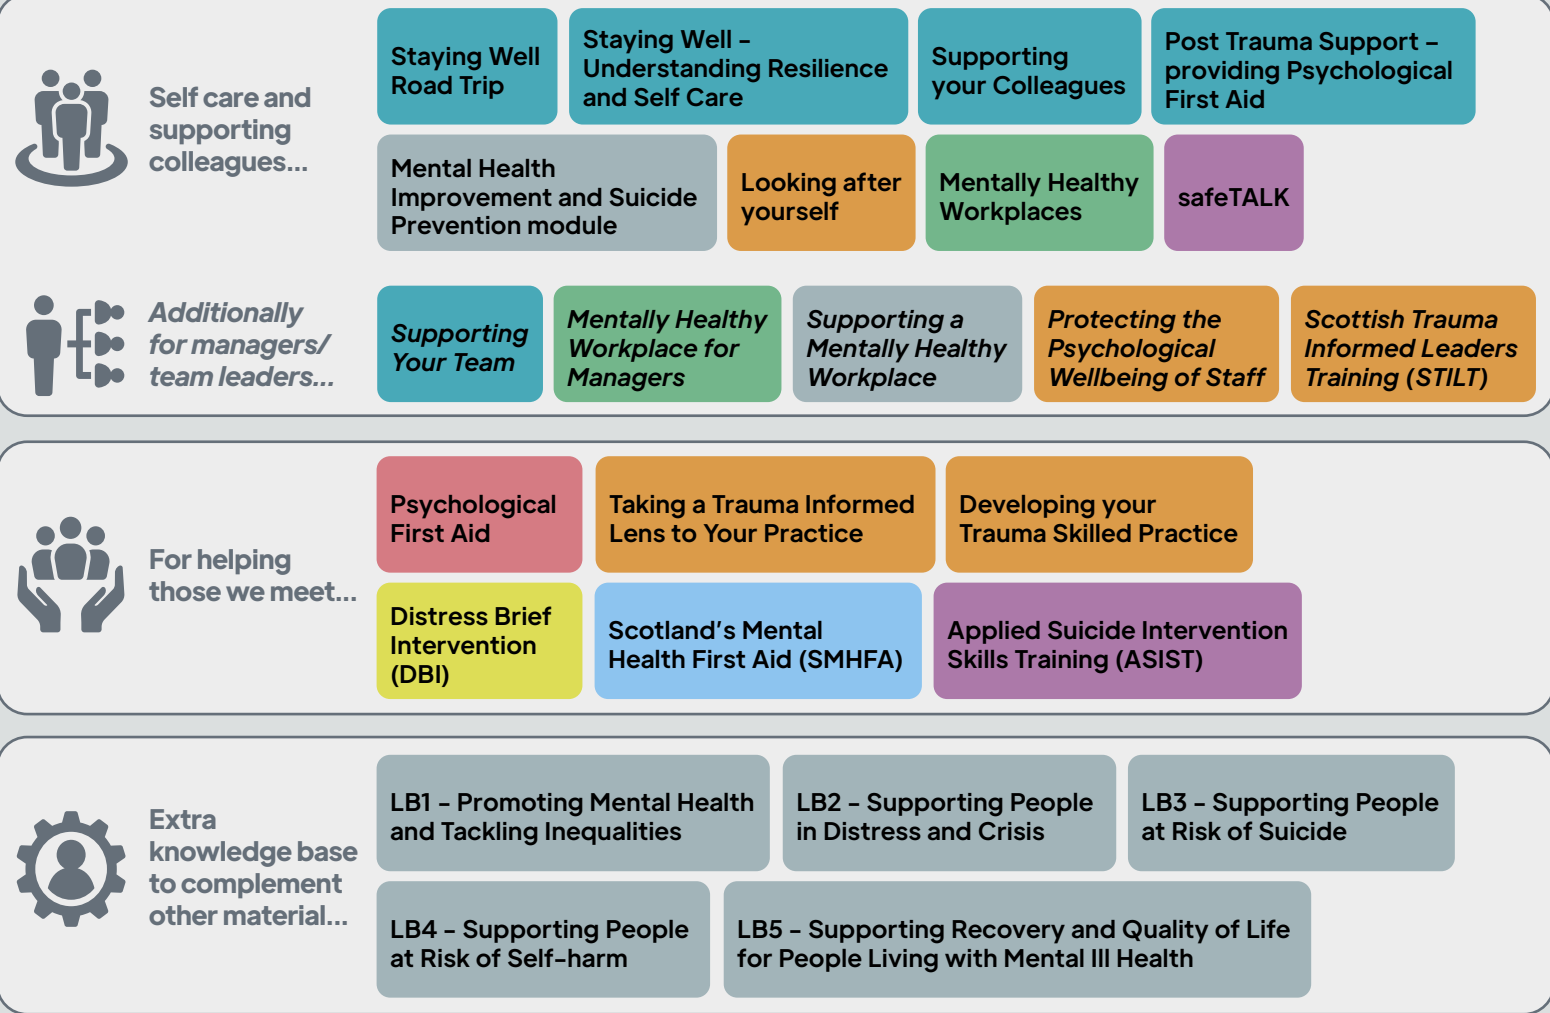 Self care and
supporting
colleagues...
Staying Well
Road Trip
Staying Well –
Understanding Resilience
and Self Care
Supporting
your Colleagues
Post Trauma Support –
providing Psychological
First Aid
Mental Health
Improvement and Suicide
Prevention module
Looking after
yourself
Mentally Healthy
Workplaces
safeTALK
Additionally
for managers/
team leaders...
Supporting
Your Team
Mentally Healthy
Workplace for
Managers
Supporting a
Mentally Healthy
Workplace
Protecting the
Psychological
Wellbeing of Staff
Scottish Trauma
Informed Leaders
Training (STILT)
For helping
those we meet...
Psychological
First Aid
Taking a Trauma Informed
Lens to Your Practice
Developing your
Trauma Skilled Practice
Distress Brief
Intervention
(DBI)
Scotland's Mental
Health First Aid (SMHFA)
Applied Suicide Intervention
Skills Training (ASIST)
Extra
knowledge base
to complement
other material...
LB1 – Promoting Mental Health
and Tackling Inequalities
LB2 – Supporting People
in Distress and Crisis
LB3 – Supporting People
at Risk of Suicide
LB4 – Supporting People
at Risk of Self-harm
LB5 – Supporting Recovery and Quality of Life
for People Living with Mental Ill Health